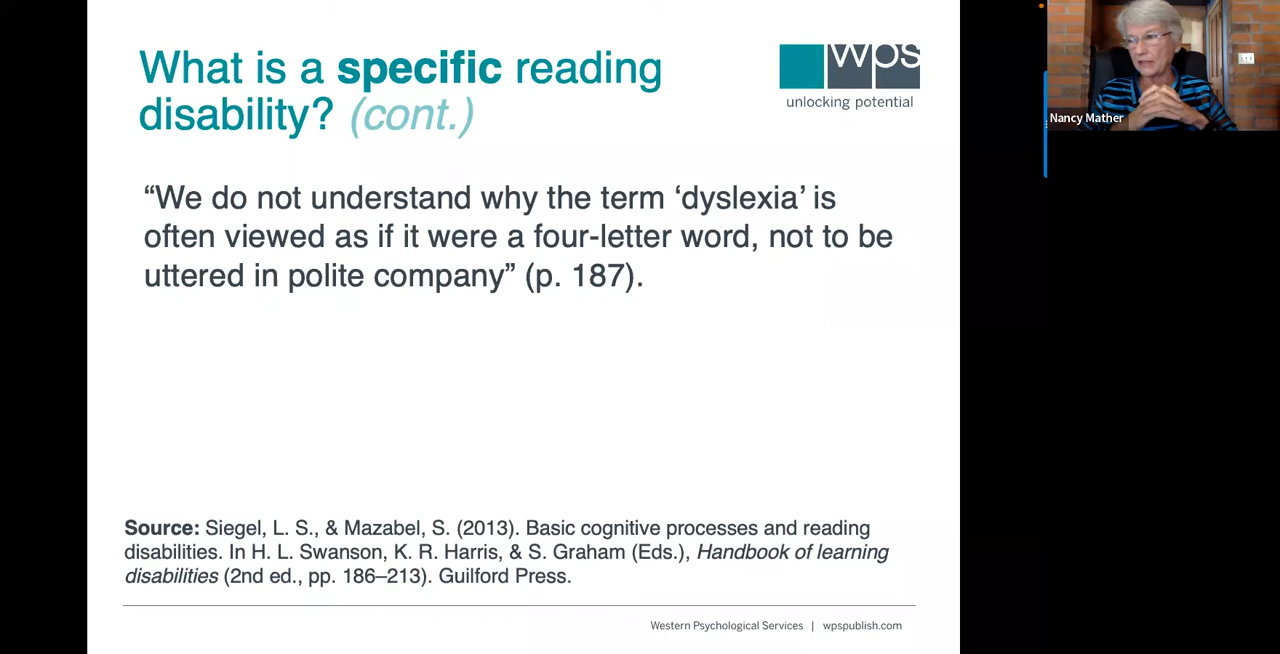 What is a specific reading
disability? (cont.)
wps
unlocking potential
Nancy Mather
“We do not understand why the term ‘dyslexia’ is
often viewed as if it were a four-letter word, not to be
uttered in polite company” (p. 187).
Source: Siegel, L. S., & Mazabel, S. (2013). Basic cognitive processes and reading
disabilities. In H. L. Swanson, K. R. Harris, & S. Graham (Eds.), Handbook of learning
disabilities (2nd ed., pp. 186–213). Guilford Press.
Western Psychological Services | wpspublish.com